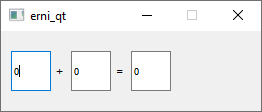 erni_qt
0 + 0 = 0